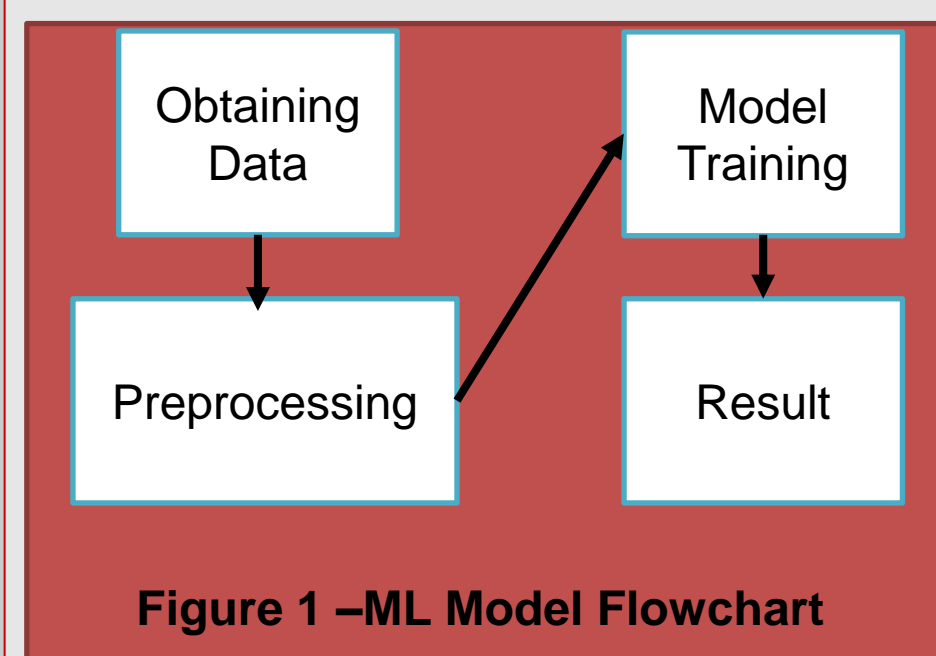 Obtaining
Data
Preprocessing
Model
Training
Result
Figure 1 –ML Model Flowchart